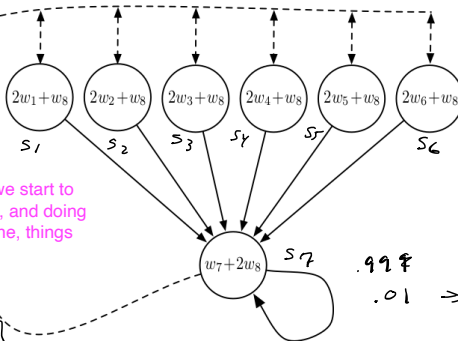 2w₁+w₈ 2w₂+w₈ 2w₃+w₈ 2w₄+w₈ 2w₅+w₈ 2w₆+w₈
S1 S2 S3 S4 S5 S6
we start to
, and doing
ne, things
w₇+2w₈ S7
.99
.01 →